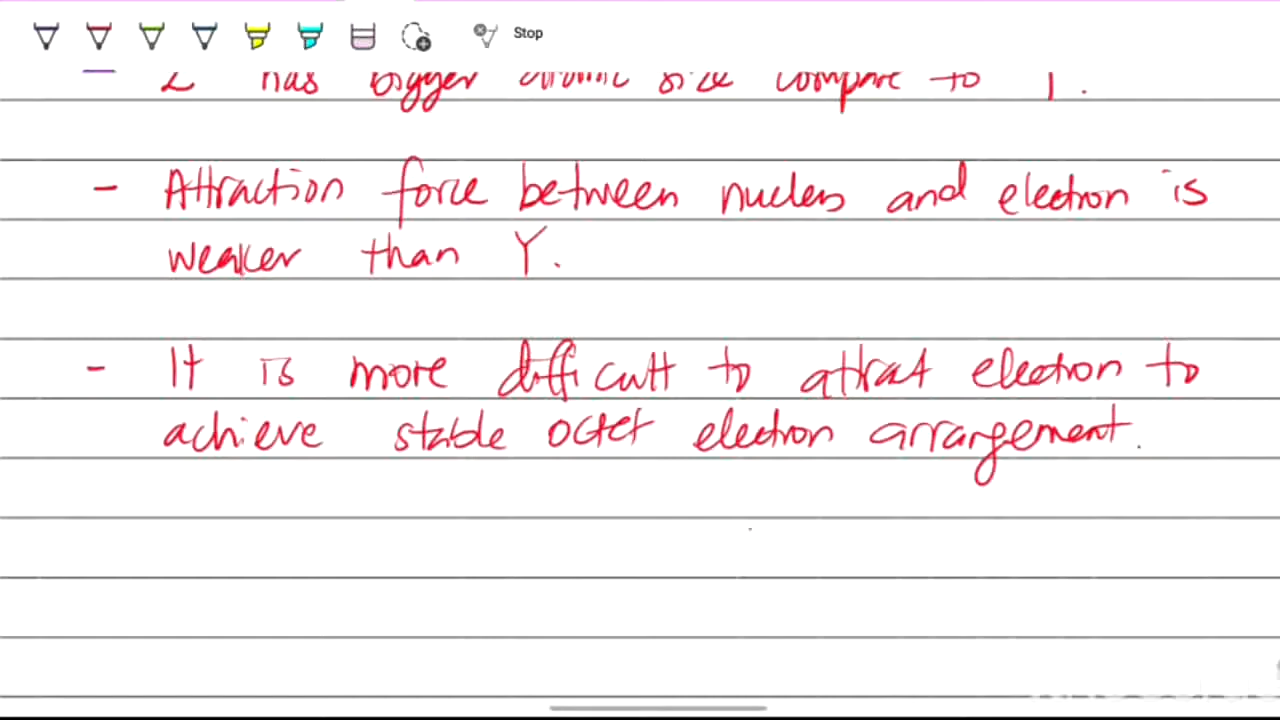 Stop
Z has bigger atomic size compare to Y.
- Attraction force between nucleus and electron is
weaker than Y.
- It is more difficult to attract electron to
achieve stable octet electron arrangement.